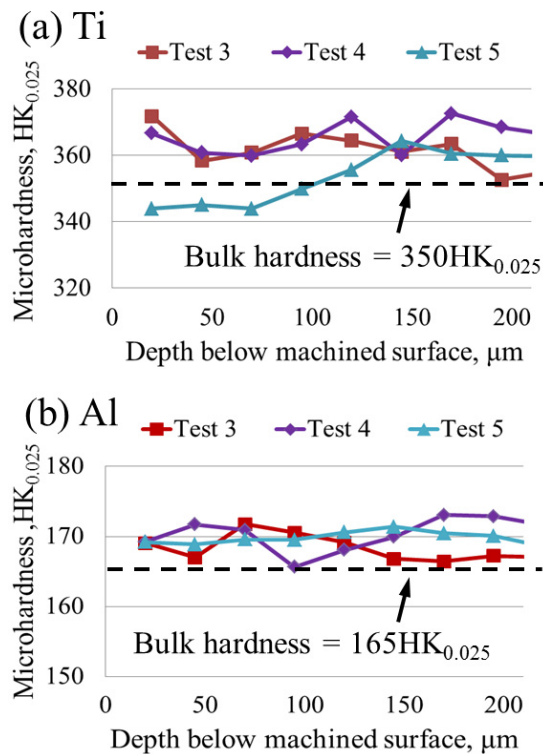 (a) Ti
Test 3 Test 4 Test 5
Microhardness, HK0.025
380
360
340
320
Bulk hardness = 350HK0.025
0 50 100 150 200
Depth below machined surface, μm
(b) Al
Test 3 Test 4 Test 5
Microhardness ,HK0.025
180
170
160
150
Bulk hardness = 165HK0.025
0 50 100 150 200
Depth below machined surface, μm